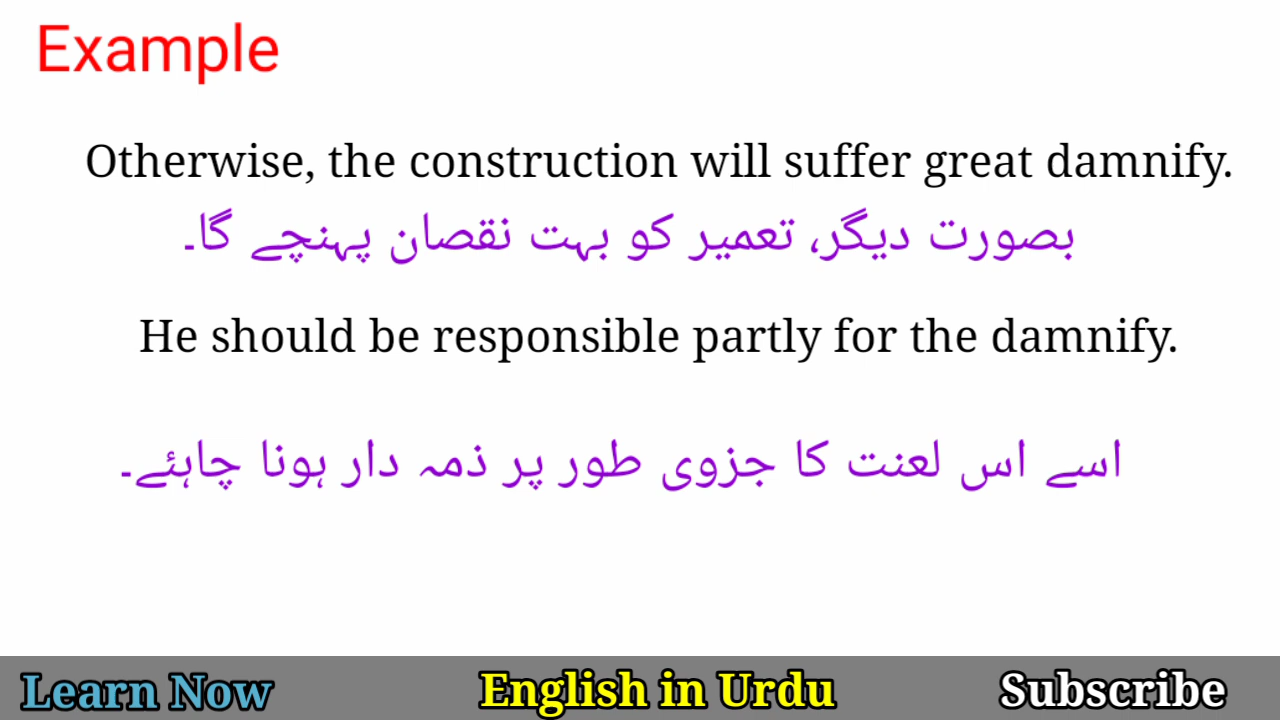 Example
Otherwise, the construction will suffer great damnify.
بصورت دیگر، تعمیر کو بہت نقصان پہنچے گا۔
He should be responsible partly for the damnify.
اسے اس لعنت کا جزوی طور پر ذمہ دار ہونا چاہئے۔
Learn Now English in Urdu Subscribe